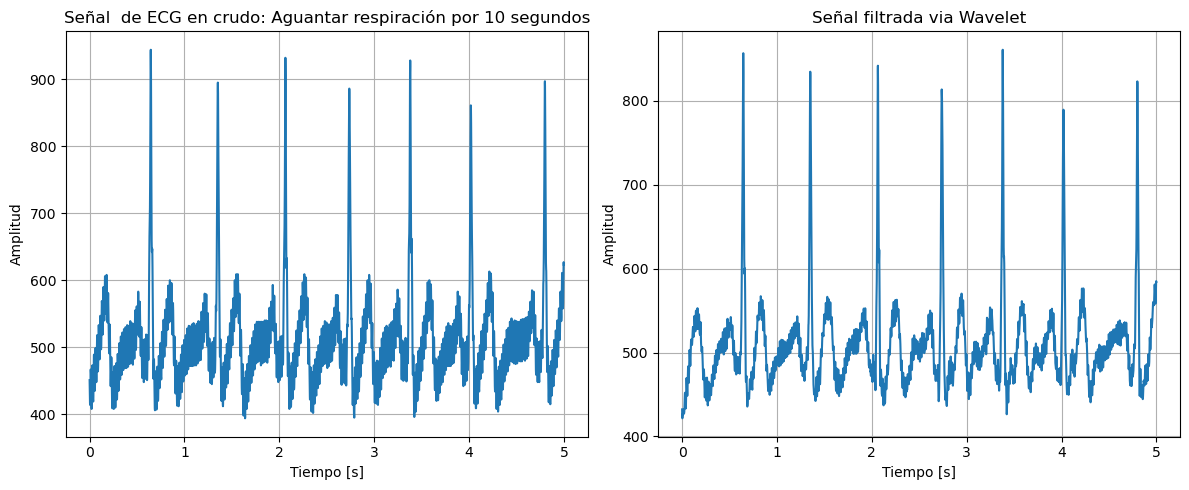 Señal  de ECG en crudo: Aguantar respiración por 10 segundos
900
800
700
600
500
400
Amplitud
0 1 2 3 4 5
Tiempo [s]
Señal filtrada via Wavelet
800
700
600
500
400
Amplitud
0 1 2 3 4 5
Tiempo [s]